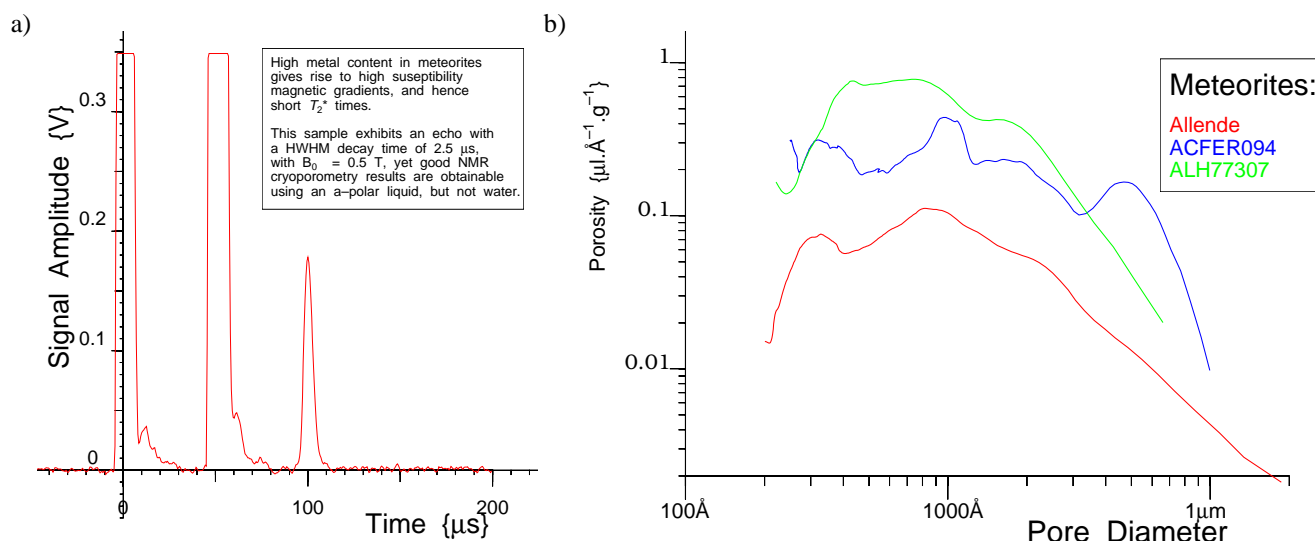 a)
Signal Amplitude {V}
0.3
0.2
0.1
0
High metal content in meteorites
gives rise to high suseptibility
magnetic gradients, and hence
short T2* times.
This sample exhibits an echo with
a HWHM decay time of 2.5 µs,
with B0 = 0.5 T, yet good NMR
cryoporometry results are obtainable
using an a–polar liquid, but not water.
0
100
200
Time {µs}
b)
Porosity {µl.Å⁻¹.g⁻¹}
1
0.1
0.01
Meteorites:
Allende
ACFER094
ALH77307
100Å
1000Å
1µm
Pore Diameter